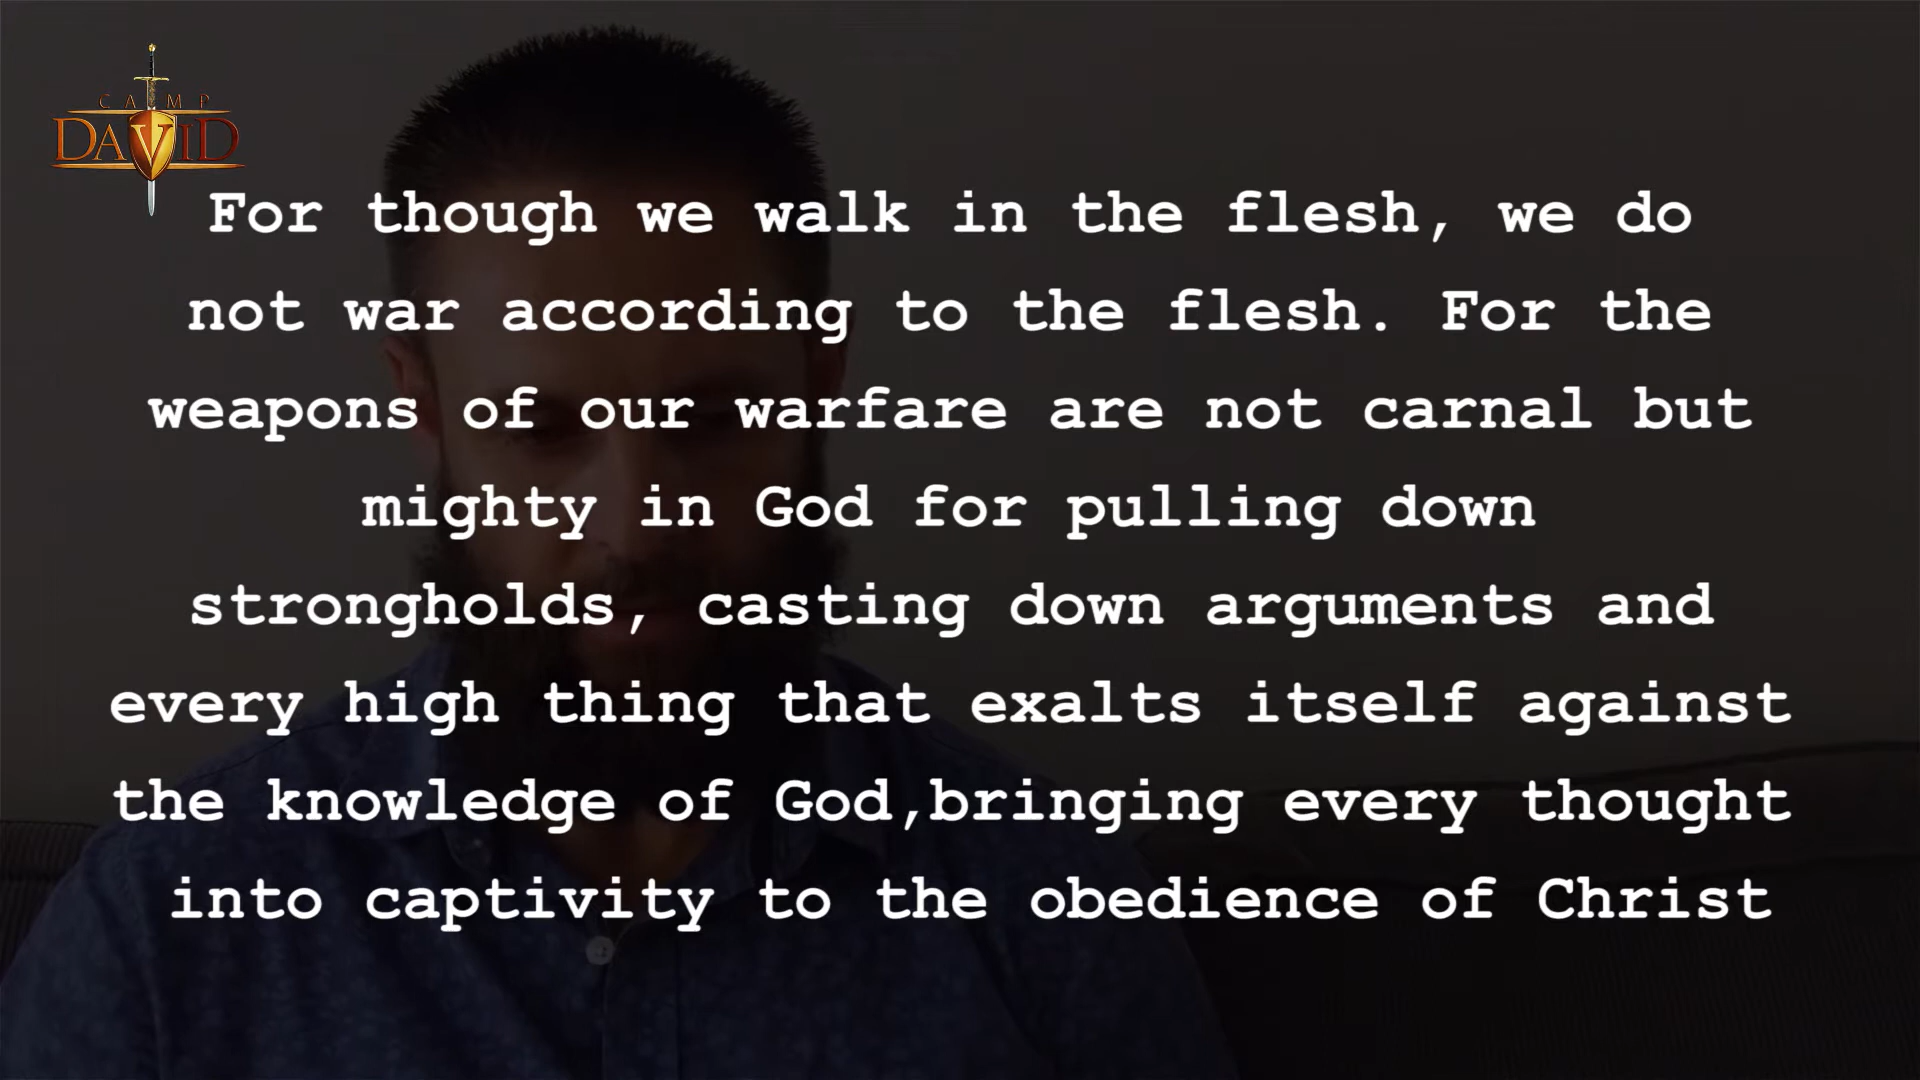 CAMP
DAVID
For though we walk in the flesh, we do
not war according to the flesh. For the
weapons of our warfare are not carnal but
mighty in God for pulling down
strongholds, casting down arguments and
every high thing that exalts itself against
the knowledge of God,bringing every thought
into captivity to the obedience of Christ